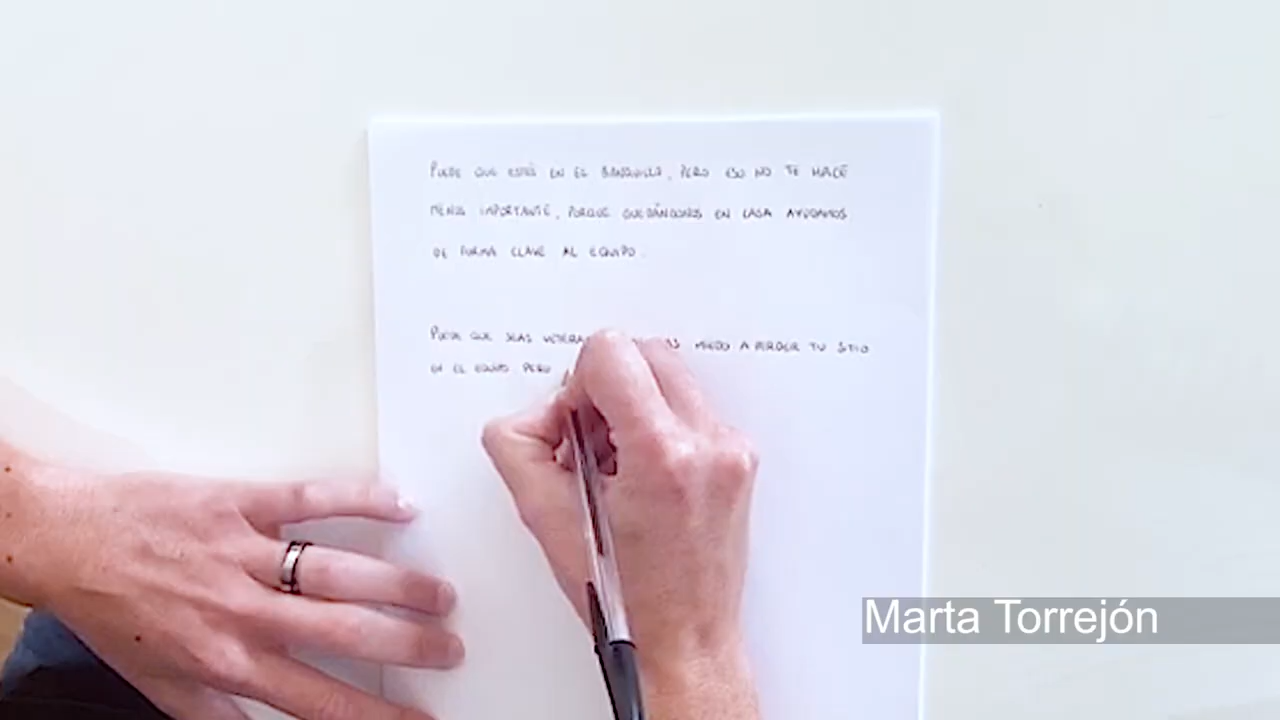 PUEDE QUE ESTÉS EN EL BANQUILLO, PERO ESO NO TE HACE
MENOS IMPORTANTE, PORQUE QUEDÁNDONOS EN CASA AYUDAMOS
DE FORMA CLAVE AL EQUIPO.
PUEDE QUE SEAS MIEDO A PERDER TU SITIO
EN EL EQUIPO PERO
Marta Torrejón